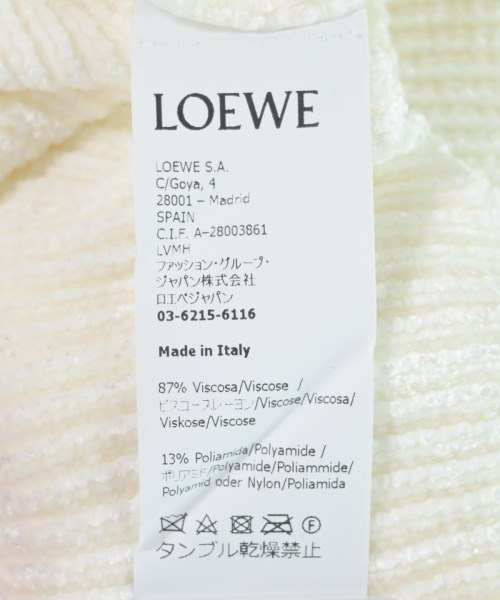 LOEWE
LOEWE S.A.
C/Goya, 4
28001 – Madrid
SPAIN
C.I.F. A-28003861
LVMH
ファッション・グループ・
ジャパン株式会社
ロエベジャパン
03-6215-6116
Made in Italy
87% Viscosa/Viscose /
ビスコースレーヨン/Viscose/Viscosa/
Viskose/Viscose
13% Poliamida/Polyamide /
ポリアミド/Polyamide/Poliammide/
Polyamid oder Nylon/Poliamida
Ⓕ
タンブル乾燥禁止